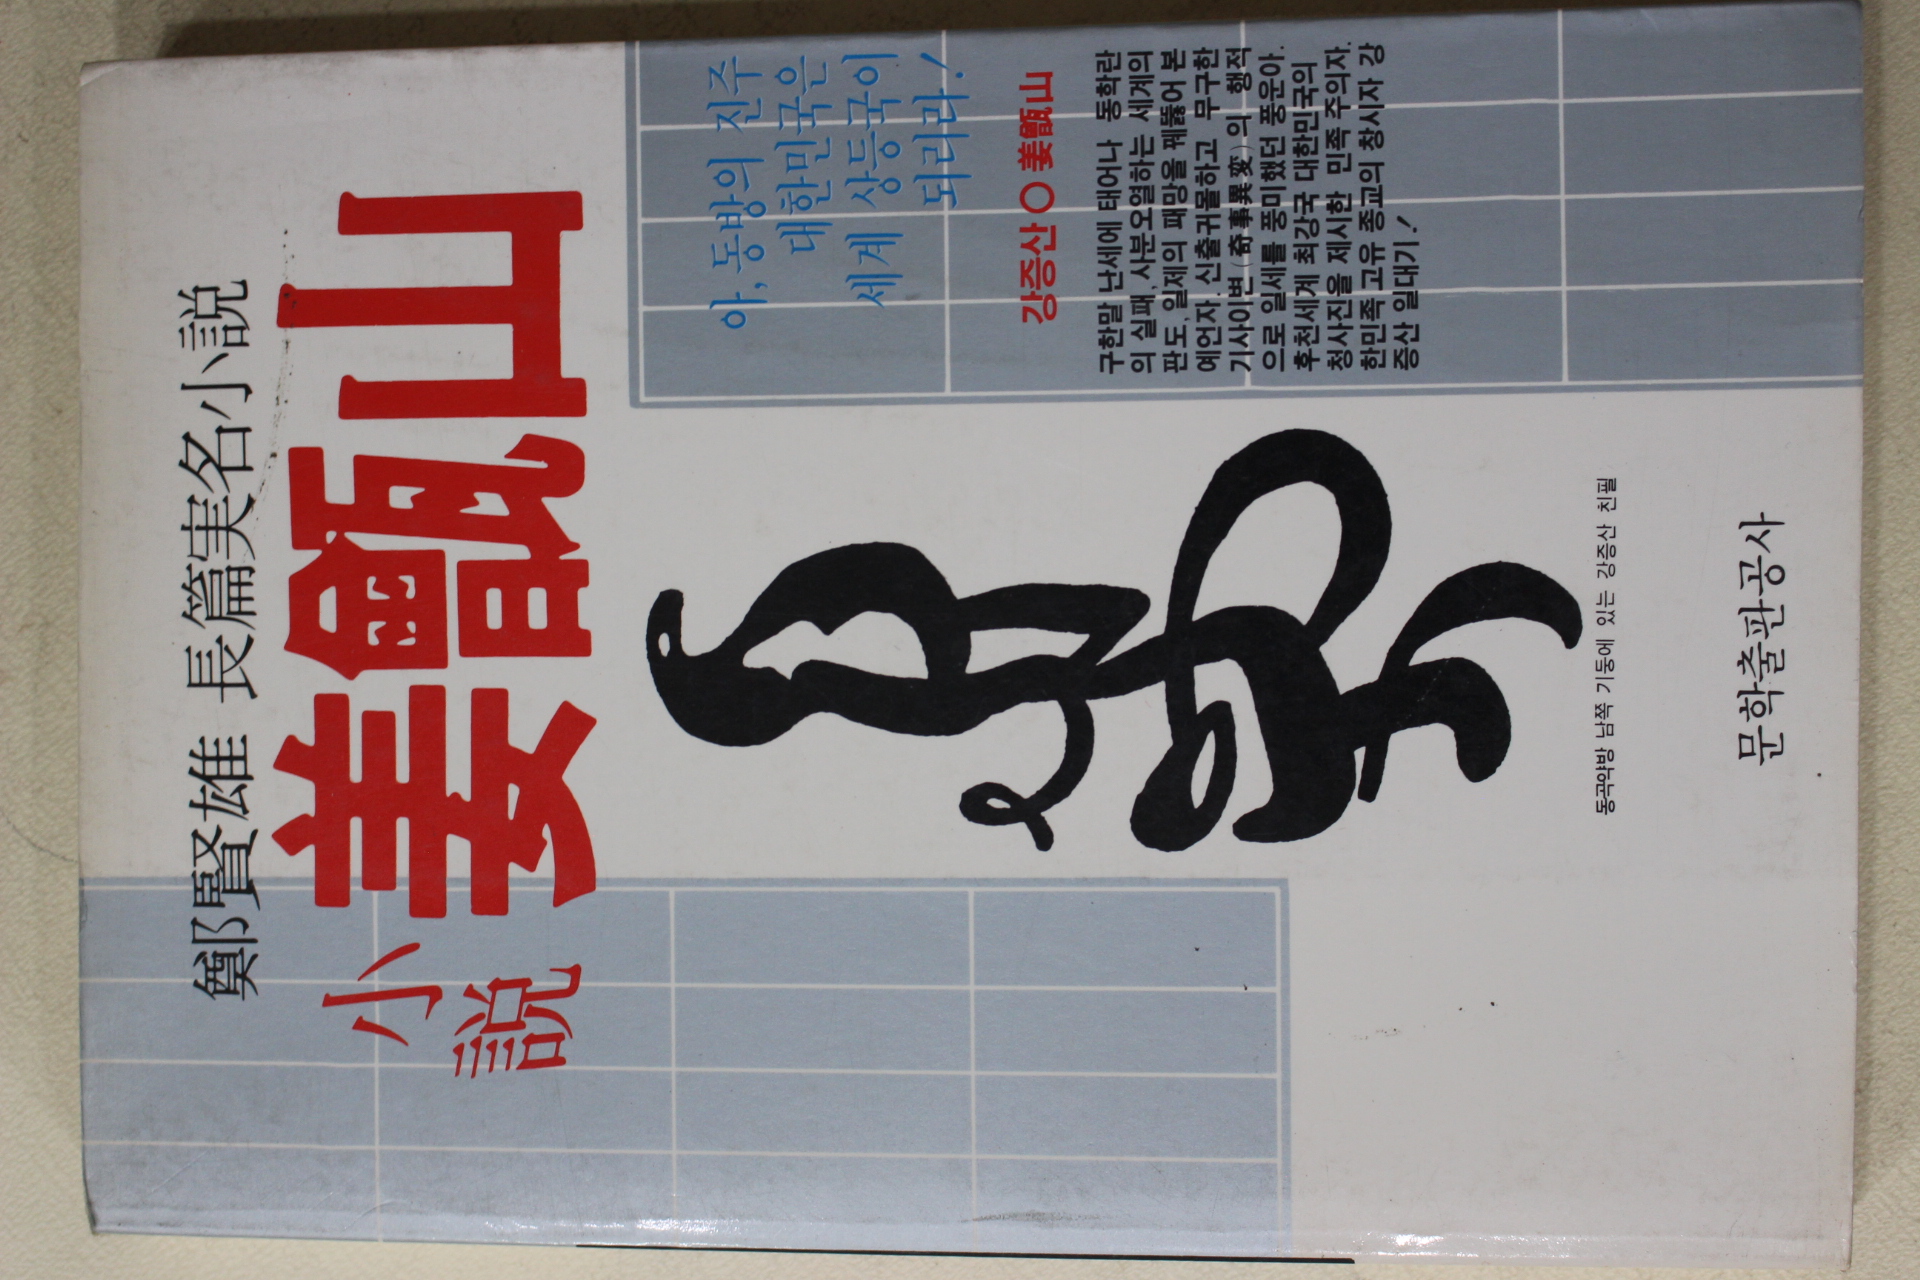 鄭賢雄 長篇実名小説
小説 姜甑山
아, 동방의 진주
대한민국은
세계 상등국이
되리라!
강증산○姜甑山
구한말 난세에 태어나 동학란
의 실패, 사분오열하는 세계의
판도, 일제의 패망을 꿰뚫어 본
예언자. 신출귀몰하고 무구한
기사이변(奇事異変)의 행적
으로 일세를 풍미했던 풍운아.
후천세계 최강국 대한민국의
청사진을 제시한 민족 주의자.
한민족 고유 종교의 창시자 강
증산 일대기!
동곡약방 남쪽 기둥에 있는 강증산 친필
문학출판공사